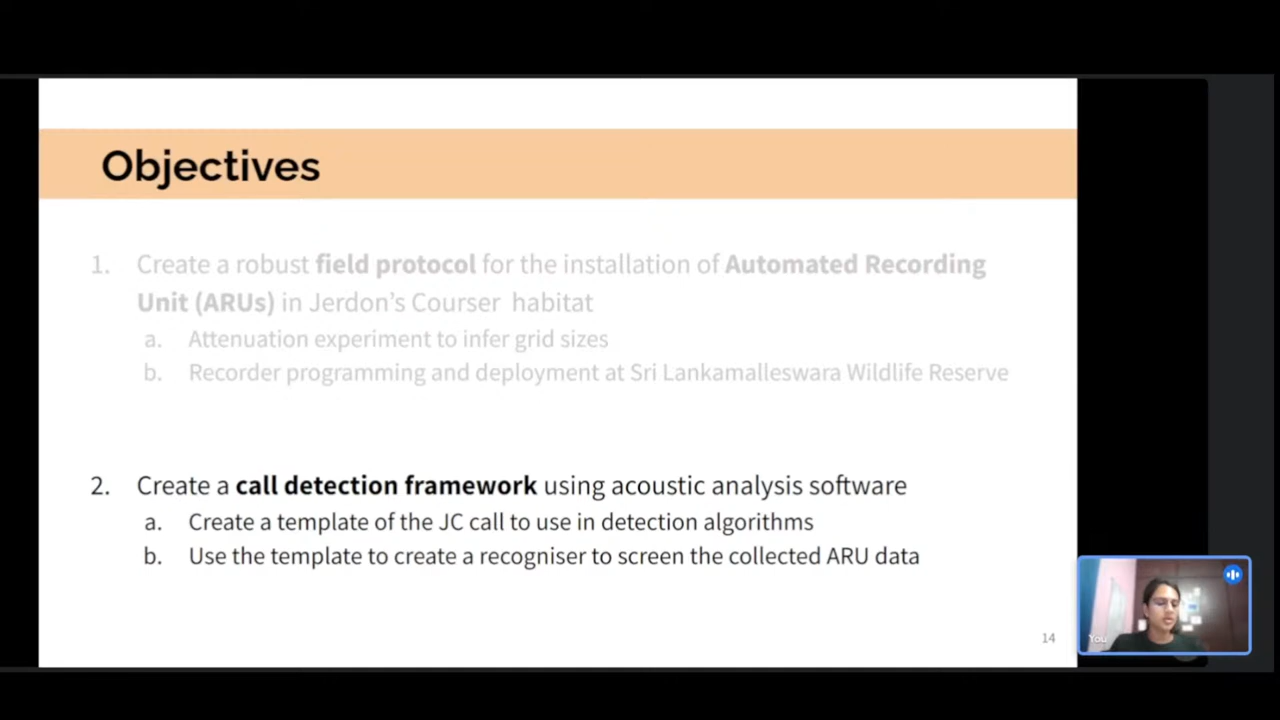 Objectives
1. Create a robust field protocol for the installation of Automated Recording
Unit (ARUs) in Jerdon's Courser habitat
a. Attenuation experiment to infer grid sizes
b. Recorder programming and deployment at Sri Lankamalleswara Wildlife Reserve
2. Create a call detection framework using acoustic analysis software
a. Create a template of the JC call to use in detection algorithms
b. Use the template to create a recogniser to screen the collected ARU data
14
You